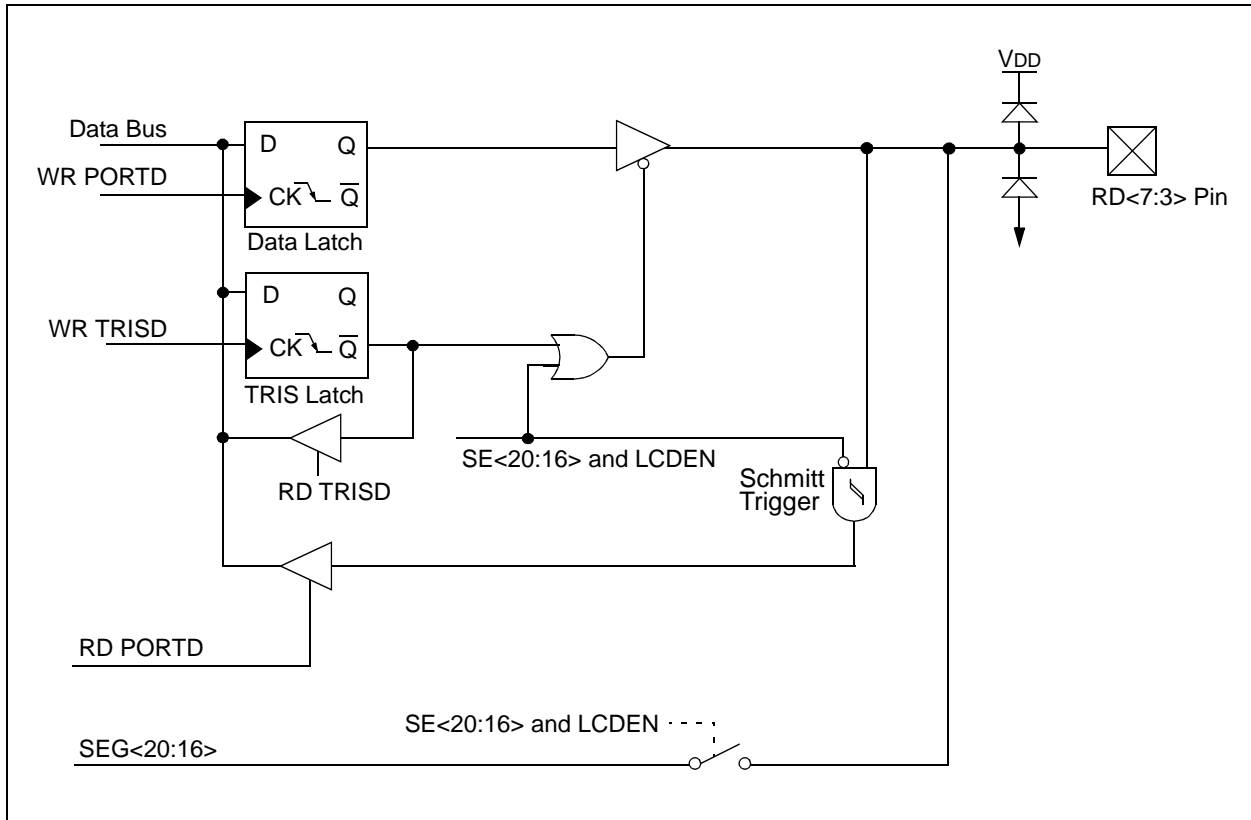 VDD
Data Bus
D Q
WR PORTD
CK Q̅
RD<7:3> Pin
Data Latch
D Q
WR TRISD
CK Q̅
TRIS Latch
SE<20:16> and LCDEN
Schmitt
Trigger
RD TRISD
RD PORTD
SE<20:16> and LCDEN
SEG<20:16>